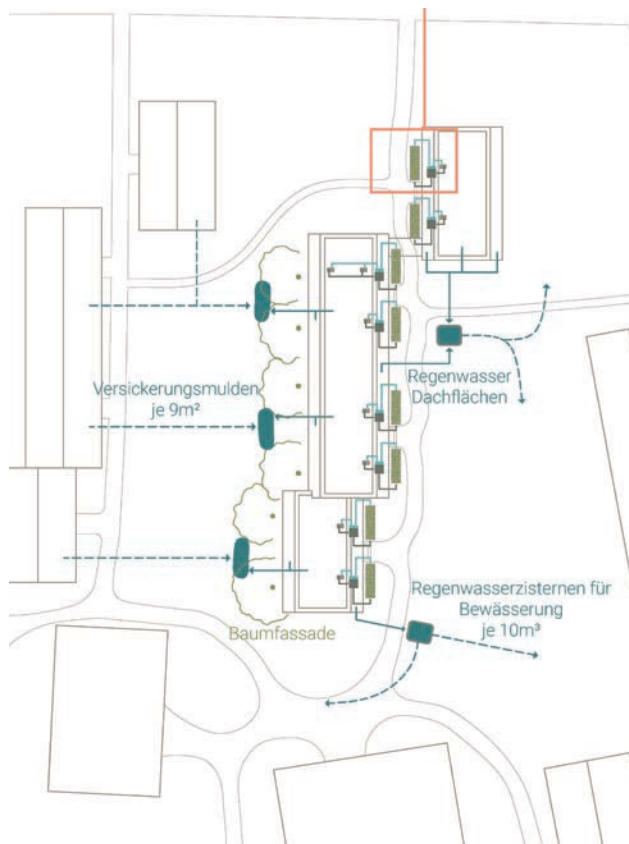 Regenwasser
Dachflächen
Versickerungsmulden
je 9m²
Regenwasserzisternen für
Bewässerung
je 10m³
Baumfassade